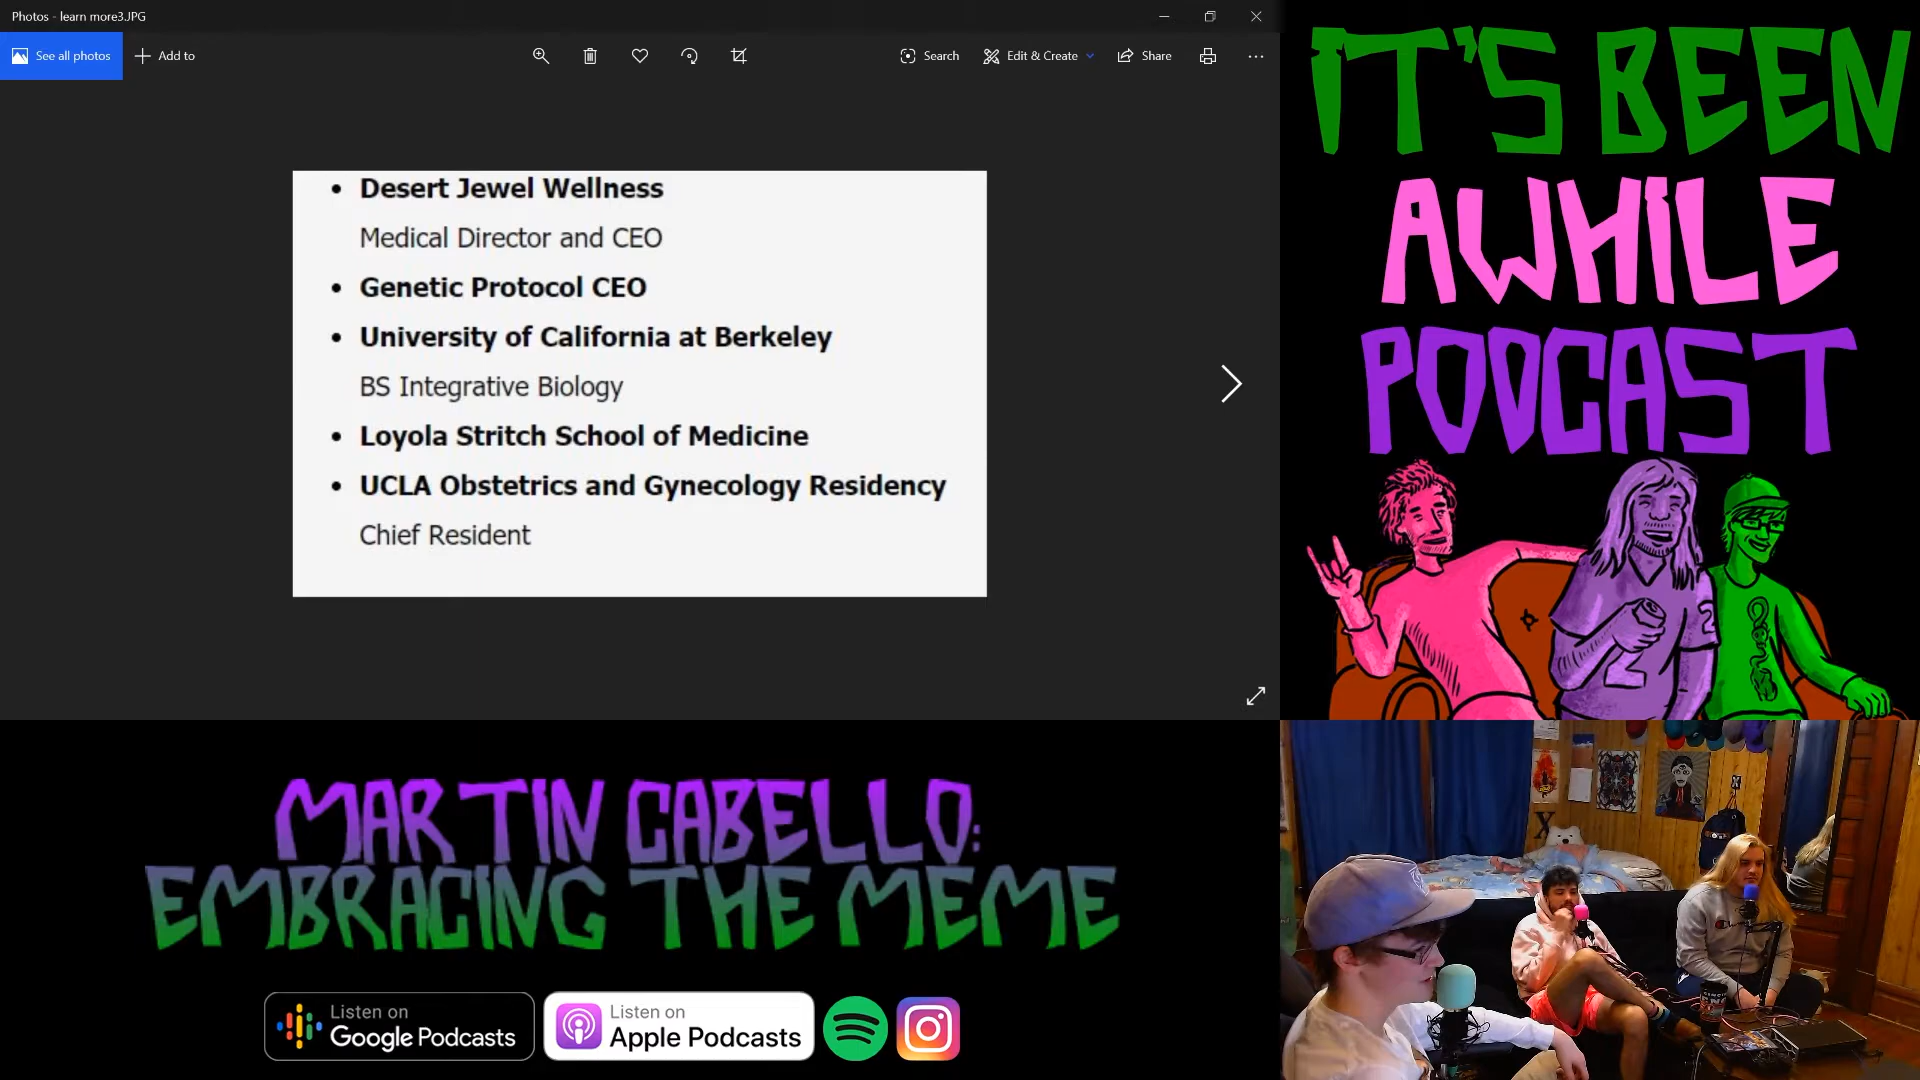 Photos - learn more3.JPG
See all photos
Add to
Search
Edit & Create
Share
• Desert Jewel Wellness
Medical Director and CEO
• Genetic Protocol CEO
• University of California at Berkeley
BS Integrative Biology
• Loyola Stritch School of Medicine
• UCLA Obstetrics and Gynecology Residency
Chief Resident
IT'S BEEN
AWHILE
PODCAST
MARTIN CABELLO:
EMBRACING THE MEME
Listen on
Google Podcasts
Listen on
Apple Podcasts